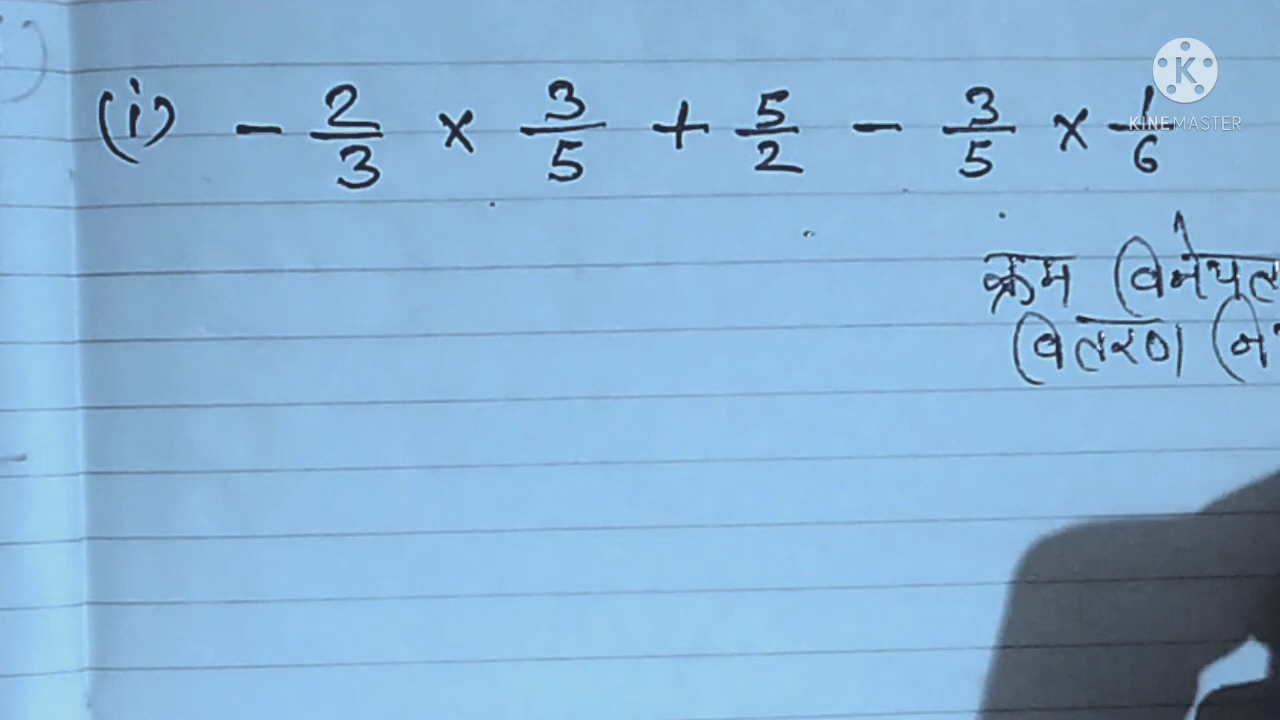 (i) - 2/3 × 3/5 + 5/2 - 3/5 × 1/6
KINEMASTER
क्रम
वितरण